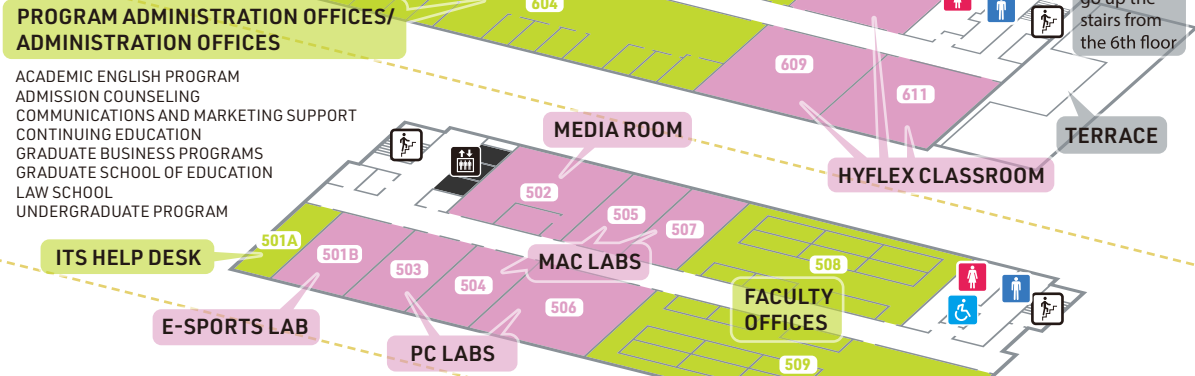 PROGRAM ADMINISTRATION OFFICES/
ADMINISTRATION OFFICES
ACADEMIC ENGLISH PROGRAM
ADMISSION COUNSELING
COMMUNICATIONS AND MARKETING SUPPORT
CONTINUING EDUCATION
GRADUATE BUSINESS PROGRAMS
GRADUATE SCHOOL OF EDUCATION
LAW SCHOOL
UNDERGRADUATE PROGRAM
604
go up the
stairs from
the 6th floor
609
611
TERRACE
HYFLEX CLASSROOM
MEDIA ROOM
502
505
507
501A
ITS HELP DESK
501B
503
504
506
MAC LABS
508
FACULTY
OFFICES
E-SPORTS LAB
PC LABS
509